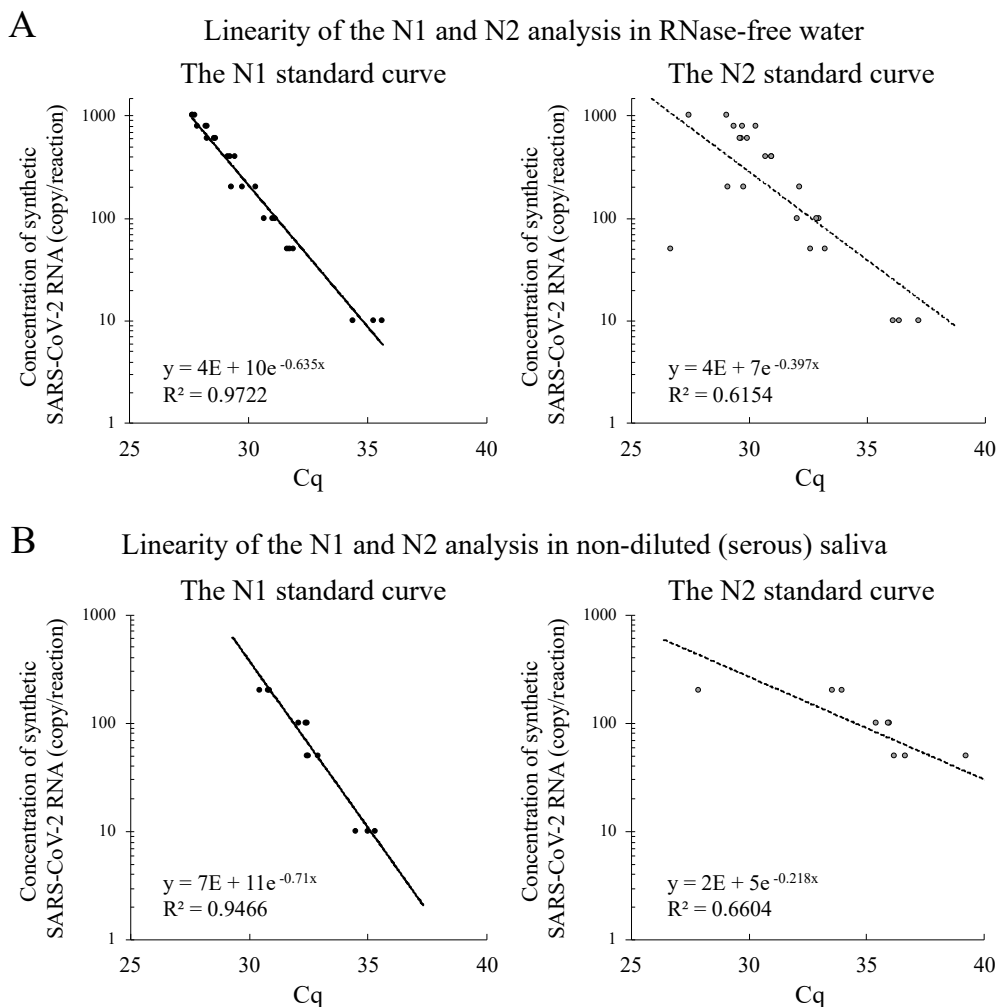 A
Linearity of the N1 and N2 analysis in RNase-free water
The N1 standard curve
Concentration of synthetic
SARS-CoV-2 RNA (copy/reaction)
1000
100
10
1
y = 4E + 10e^-0.635x
R² = 0.9722
25 30 35 40
Cq
The N2 standard curve
Concentration of synthetic
SARS-CoV-2 RNA (copy/reaction)
1000
100
10
1
y = 4E + 7e^-0.397x
R² = 0.6154
25 30 35 40
Cq
B
Linearity of the N1 and N2 analysis in non-diluted (serous) saliva
The N1 standard curve
Concentration of synthetic
SARS-CoV-2 RNA (copy/reaction)
1000
100
10
1
y = 7E + 11e^-0.71x
R² = 0.9466
25 30 35 40
Cq
The N2 standard curve
Concentration of synthetic
SARS-CoV-2 RNA (copy/reaction)
1000
100
10
1
y = 2E + 5e^-0.218x
R² = 0.6604
25 30 35 40
Cq